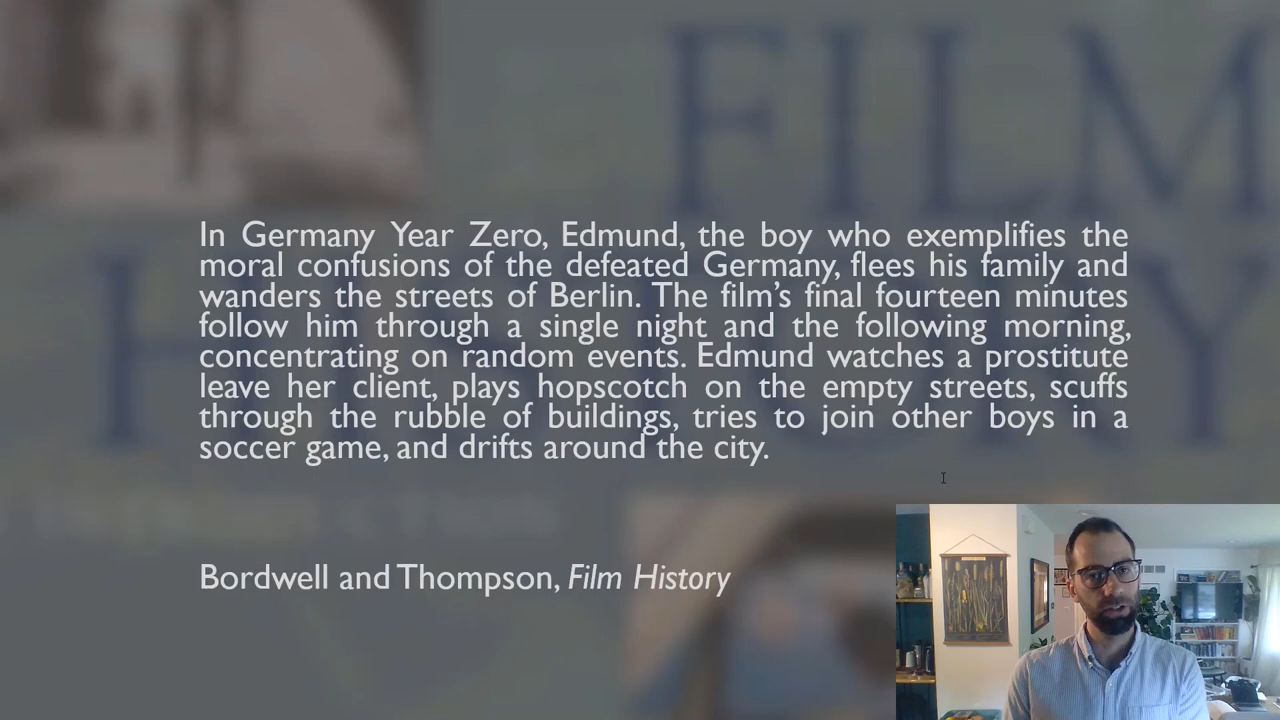 FILM
HISTORY
In Germany Year Zero, Edmund, the boy who exemplifies the
moral confusions of the defeated Germany, flees his family and
wanders the streets of Berlin. The film’s final fourteen minutes
follow him through a single night and the following morning,
concentrating on random events. Edmund watches a prostitute
leave her client, plays hopscotch on the empty streets, scuffs
through the rubble of buildings, tries to join other boys in a
soccer game, and drifts around the city.
Bordwell and Thompson, Film History